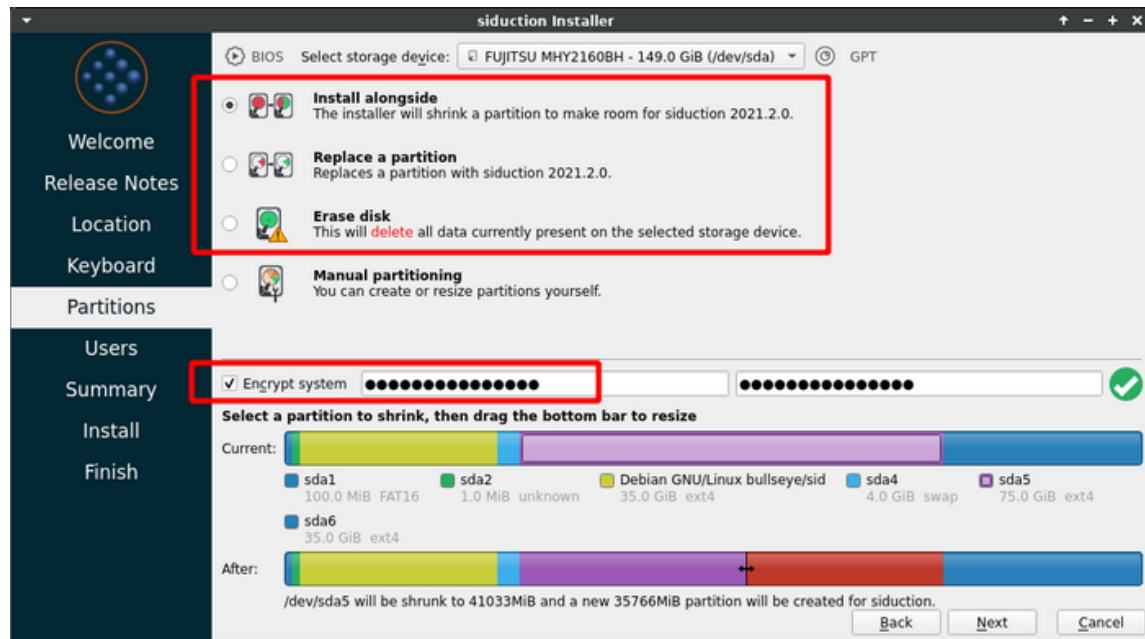 siduction Installer
BIOS Select storage device: FUJITSU MHY2160BH - 149.0 GiB (/dev/sda) GPT
Welcome
Release Notes
Location
Keyboard
Partitions
Users
Summary
Install
Finish
Install alongside
The installer will shrink a partition to make room for siduction 2021.2.0.
Replace a partition
Replaces a partition with siduction 2021.2.0.
Erase disk
This will delete all data currently present on the selected storage device.
Manual partitioning
You can create or resize partitions yourself.
Encrypt system ●●●●●●●●●●●●●●● ●●●●●●●●●●●●●●●
Select a partition to shrink, then drag the bottom bar to resize
Current:
sda1 sda2 Debian GNU/Linux bullseye/sid sda4 sda5
100.0 MiB FAT16 1.0 MiB unknown 35.0 GiB ext4 4.0 GiB swap 75.0 GiB ext4
sda6
35.0 GiB ext4
After:
/dev/sda5 will be shrunk to 41033MiB and a new 35766MiB partition will be created for siduction.
Back Next Cancel